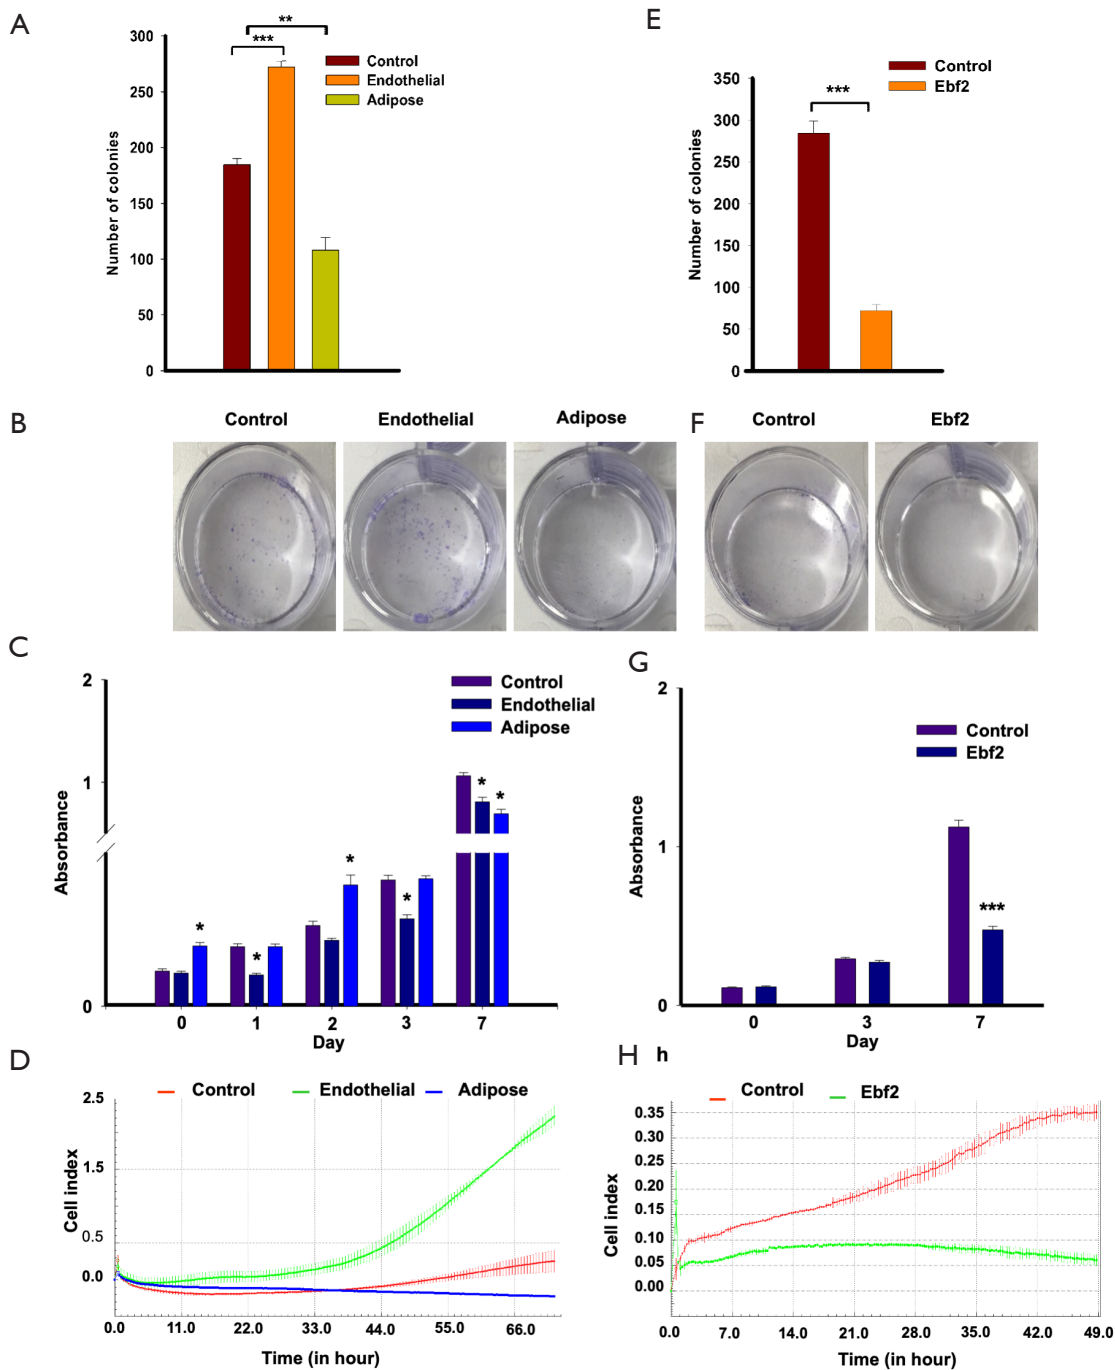 A
**
***
Control
Endothelial
Adipose
300
250
200
150
100
50
0
Number of colonies
E
Control
Ebf2
***
350
300
250
200
150
100
50
0
Number of colonies
B
Control
Endothelial
Adipose
F
Control
Ebf2
C
Control
Endothelial
Adipose
2
1
0
Absorbance
*
*
*
*
*
*
0 1 2 3 7
Day
G
Control
Ebf2
2
1
0
Absorbance
***
0 3 7
Day
D
Control Endothelial Adipose
2.5
1.5
0.5
0.0
Cell index
0.0 11.0 22.0 33.0 44.0 55.0 66.0
Time (in hour)
H h
Control Ebf2
0.35
0.30
0.25
0.20
0.15
0.10
0.05
0.00
Cell index
0.0 7.0 14.0 21.0 28.0 35.0 42.0 49.0
Time (in hour)